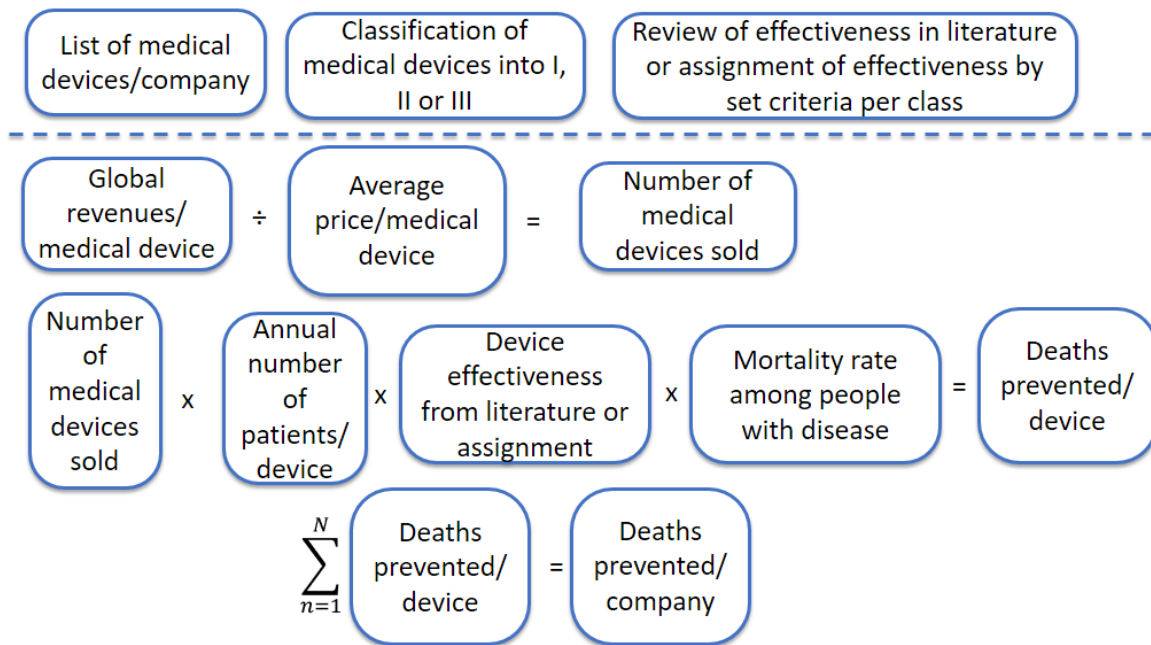 List of medical
devices/company
Classification of
medical devices into I,
II or III
Review of effectiveness in literature
or assignment of effectiveness by
set criteria per class
Global
revenues/
medical device
÷
Average
price/medical
device
=
Number of
medical
devices sold
Number
of
medical
devices
sold
x
Annual
number
of
patients/
device
x
Device
effectiveness
from literature or
assignment
x
Mortality rate
among people
with disease
=
Deaths
prevented/
device
N
∑
n=1
Deaths
prevented/
device
=
Deaths
prevented/
company